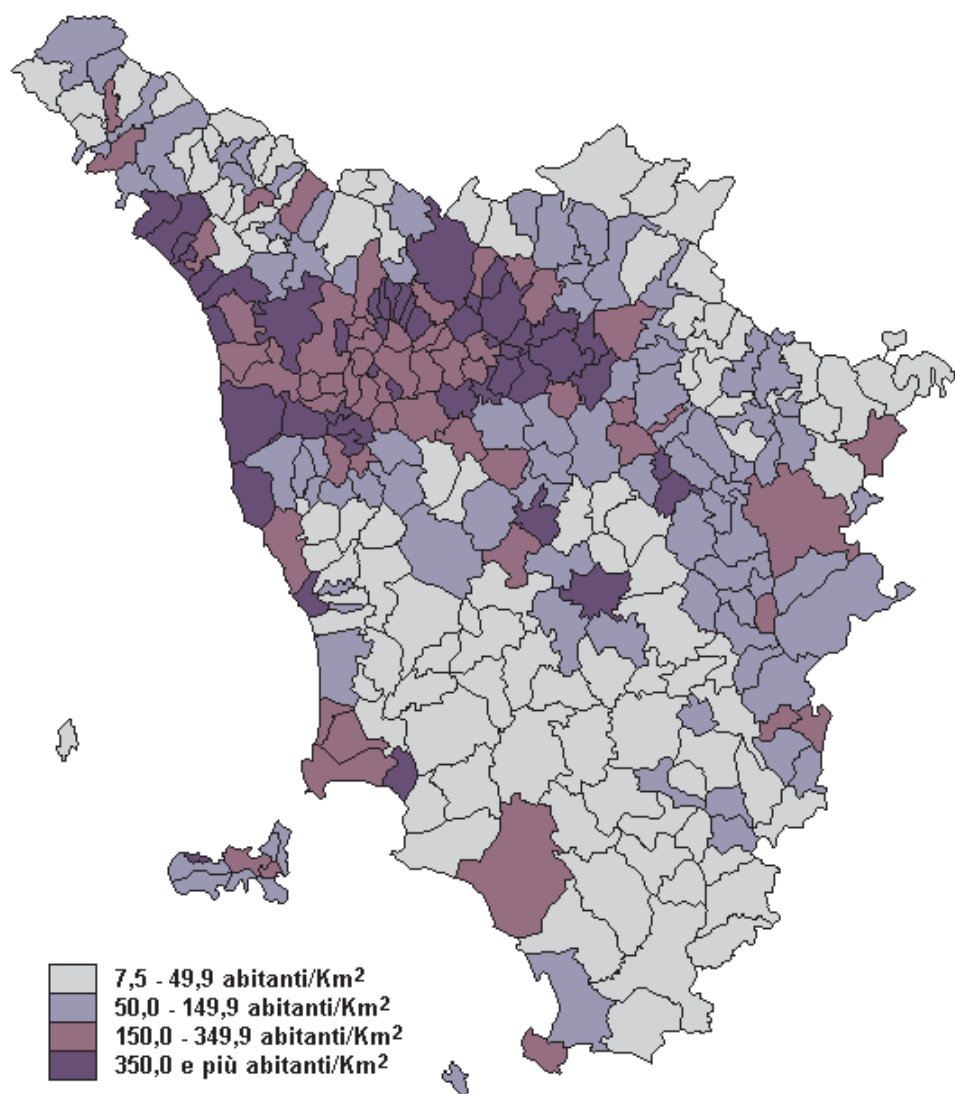 7,5 - 49,9 abitanti/Km²
50,0 - 149,9 abitanti/Km²
150,0 - 349,9 abitanti/Km²
350,0 e più abitanti/Km²